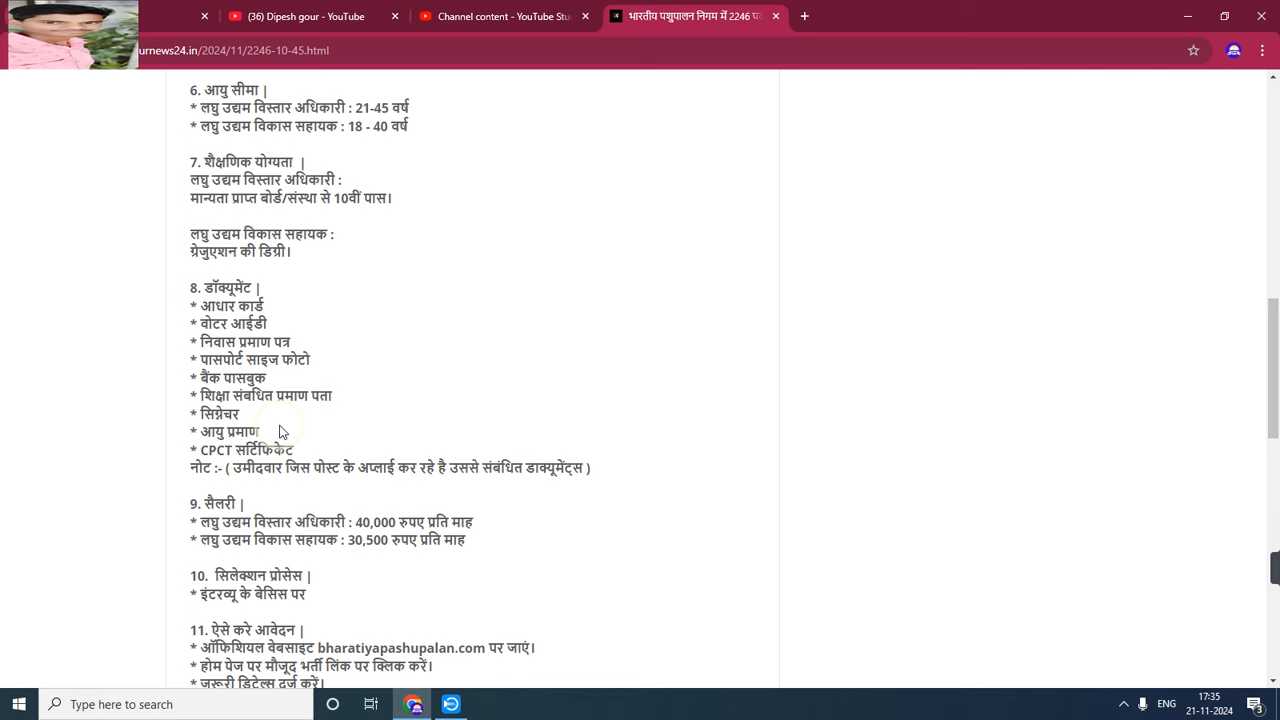 (36) Dipesh gour - YouTube
Channel content - YouTube Stu
भारतीय पशुपालन निगम में 2246 पद
urnews24.in/2024/11/2246-10-45.html
6. आयु सीमा |
* लघु उद्यम विस्तार अधिकारी : 21-45 वर्ष
* लघु उद्यम विकास सहायक : 18 - 40 वर्ष
7. शैक्षणिक योग्यता |
लघु उद्यम विस्तार अधिकारी :
मान्यता प्राप्त बोर्ड/संस्था से 10वीं पास।
लघु उद्यम विकास सहायक :
ग्रेजुएशन की डिग्री।
8. डॉक्यूमेंट |
* आधार कार्ड
* वोटर आईडी
* निवास प्रमाण पत्र
* पासपोर्ट साइज फोटो
* बैंक पासबुक
* शिक्षा संबधित प्रमाण पता
* सिग्नेचर
* आयु प्रमाण
* CPCT सर्टिफिकेट
नोट :- ( उमीदवार जिस पोस्ट के अप्लाई कर रहे है उससे संबंधित डाक्यूमेंट्स )
9. सैलरी |
* लघु उद्यम विस्तार अधिकारी : 40,000 रुपए प्रति माह
* लघु उद्यम विकास सहायक : 30,500 रुपए प्रति माह
10. सिलेक्शन प्रोसेस |
* इंटरव्यू के बेसिस पर
11. ऐसे करे आवेदन |
* ऑफिशियल वेबसाइट bharatiyapashupalan.com पर जाएं।
* होम पेज पर मौजूद भर्ती लिंक पर क्लिक करें।
* जरूरी डिटेल्स दर्ज करें।
Type here to search
ENG
17:35
21-11-2024
3